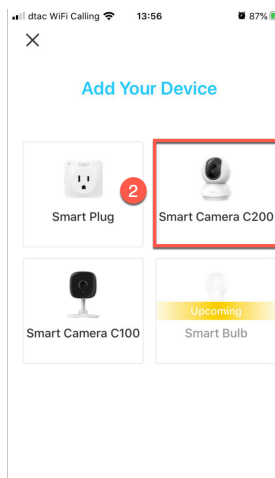 dtac WiFi Calling 13:56 87%
Add Your Device
2
Smart Plug Smart Camera C200
Upcoming
Smart Camera C100 Smart Bulb